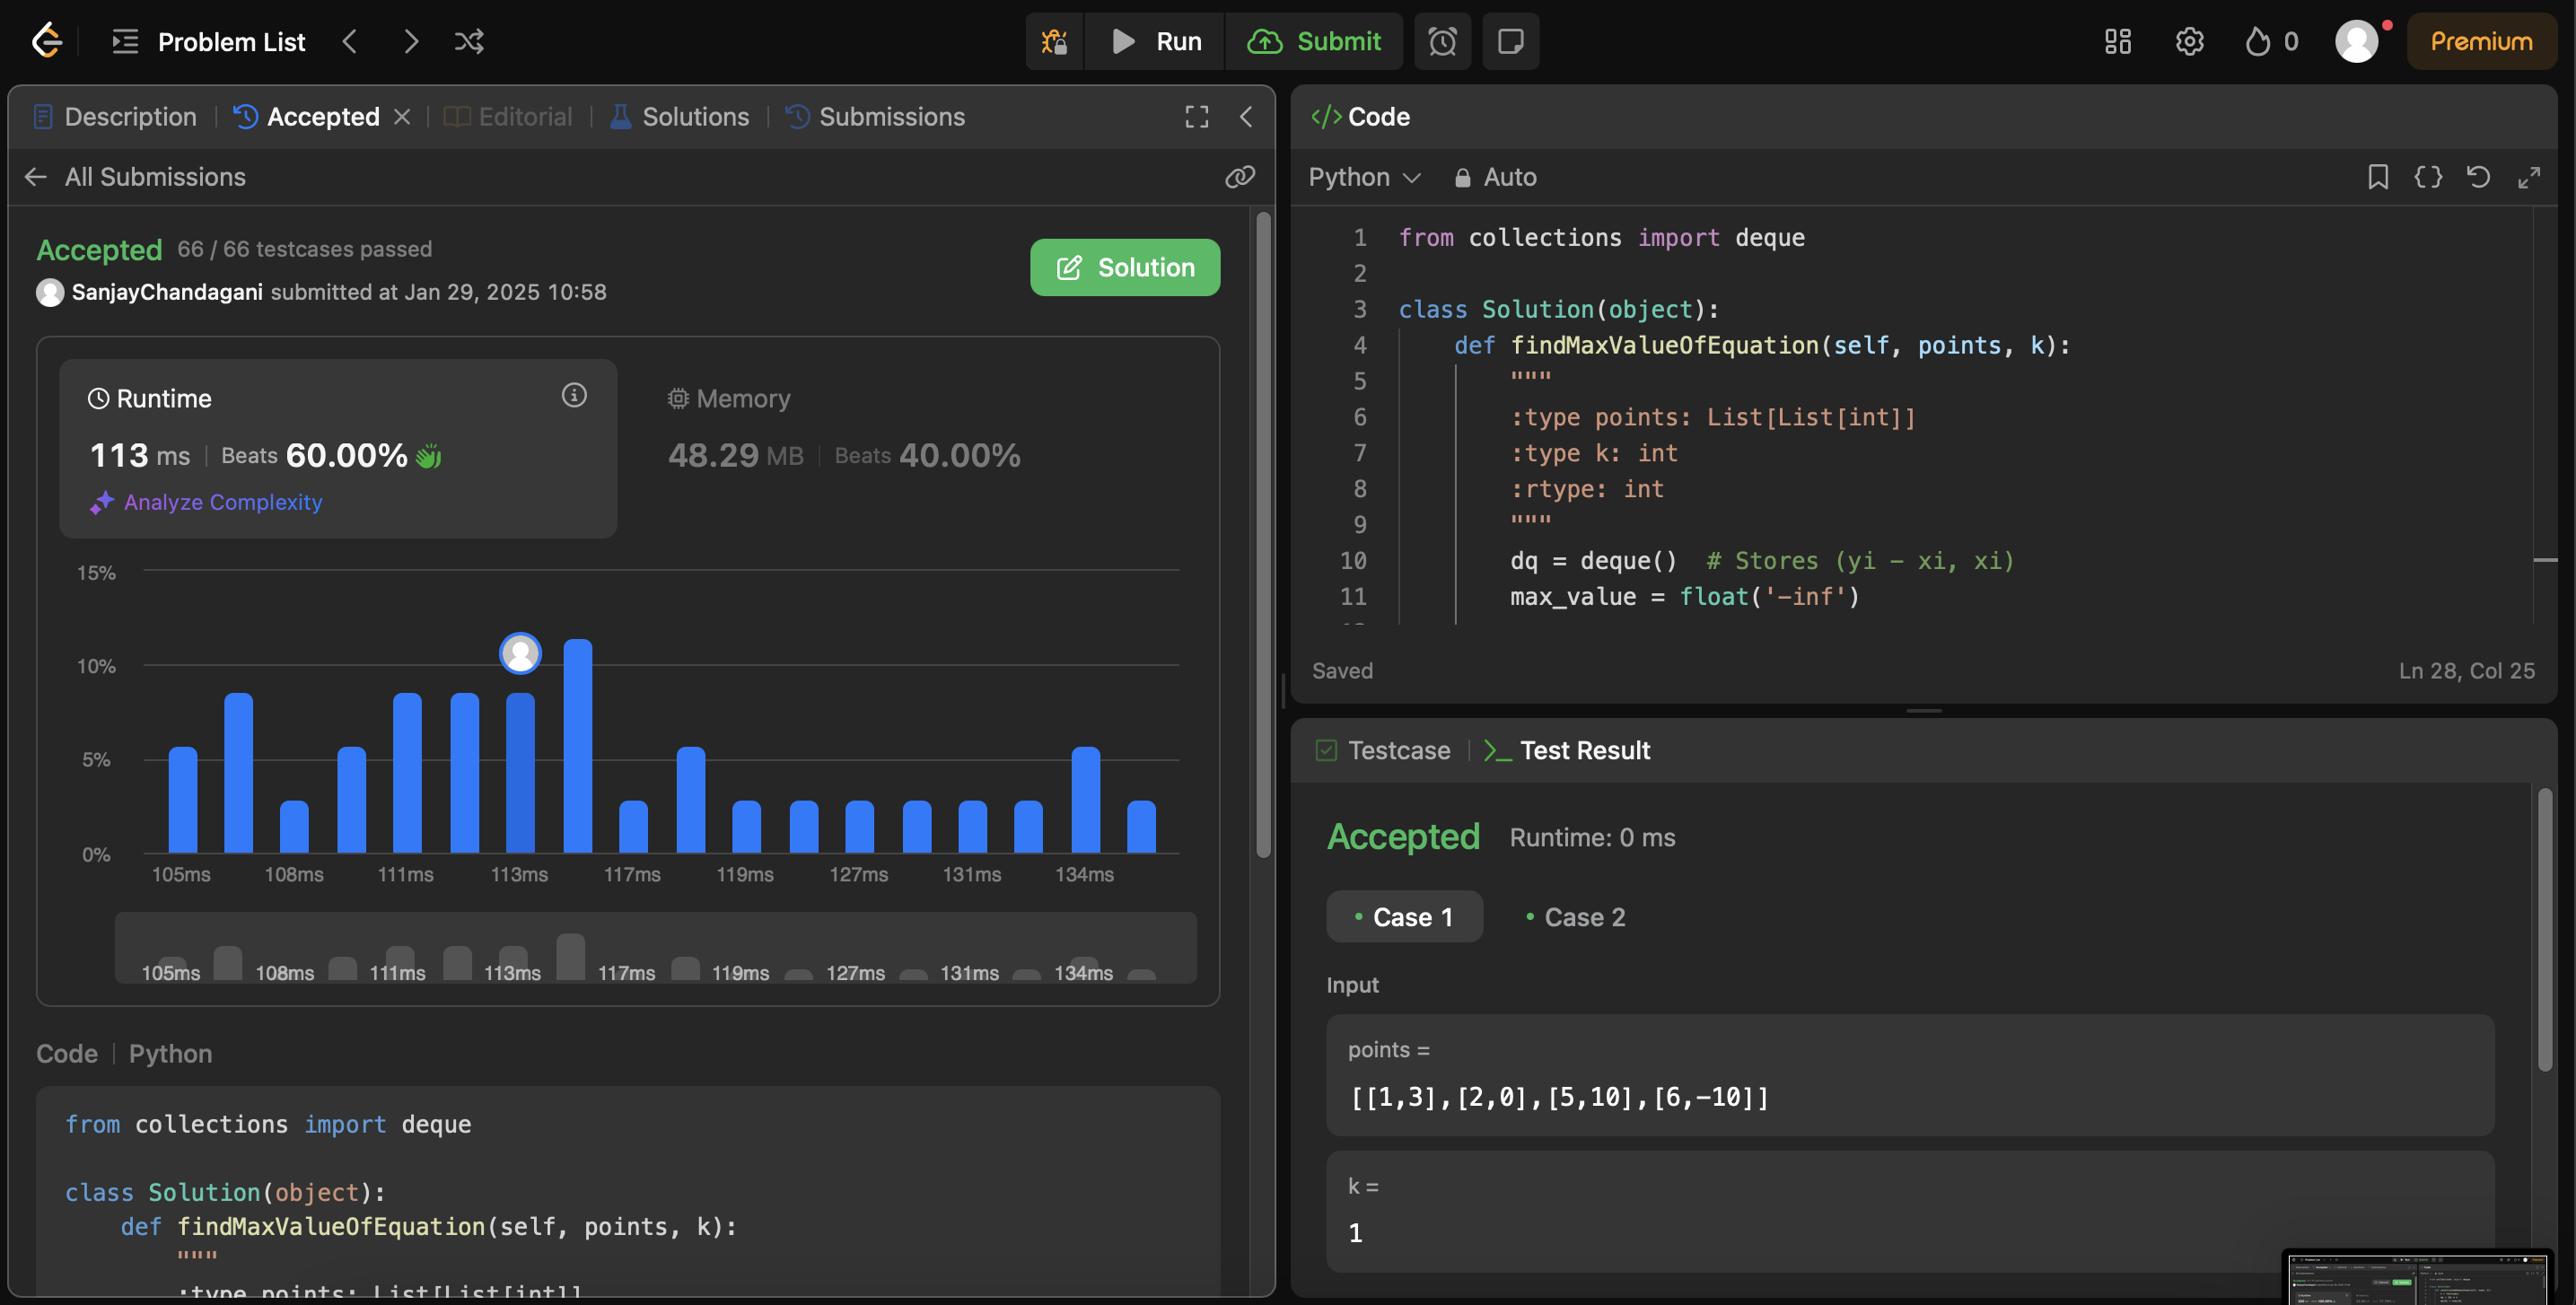 Problem List
Run
Submit
0
Premium
Description
Accepted
Editorial
Solutions
Submissions
All Submissions
Accepted 66 / 66 testcases passed
SanjayChandagani submitted at Jan 29, 2025 10:58
Solution
Runtime
113 ms | Beats 60.00%
Analyze Complexity
Memory
48.29 MB | Beats 40.00%
15%
10%
5%
0%
105ms 108ms 111ms 113ms 117ms 119ms 127ms 131ms 134ms
105ms 108ms 111ms 113ms 117ms 119ms 127ms 131ms 134ms
Code | Python
from collections import deque
class Solution(object):
def findMaxValueOfEquation(self, points, k):
"""
:type points: List[List[int]]
</> Code
Python
Auto
1 from collections import deque
2
3 class Solution(object):
4 def findMaxValueOfEquation(self, points, k):
5 """
6 :type points: List[List[int]]
7 :type k: int
8 :rtype: int
9 """
10 dq = deque()  # Stores (yi - xi, xi)
11 max_value = float('-inf')
Saved
Ln 28, Col 25
Testcase
Test Result
Accepted Runtime: 0 ms
Case 1
Case 2
Input
points =
[[1,3],[2,0],[5,10],[6,-10]]
k =
1